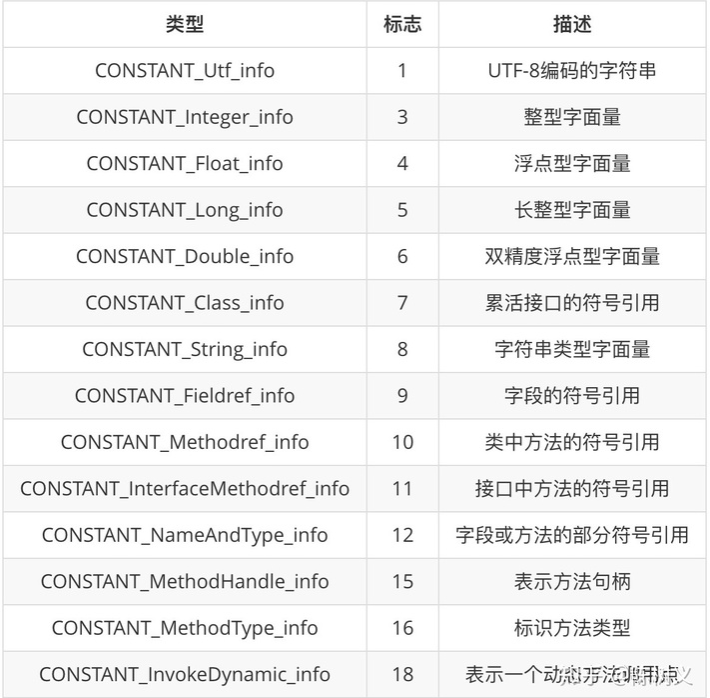 类型 标志 描述
CONSTANT_Utf_info 1 UTF-8编码的字符串
CONSTANT_Integer_info 3 整型字面量
CONSTANT_Float_info 4 浮点型字面量
CONSTANT_Long_info 5 长整型字面量
CONSTANT_Double_info 6 双精度浮点型字面量
CONSTANT_Class_info 7 累活接口的符号引用
CONSTANT_String_info 8 字符串类型字面量
CONSTANT_Fieldref_info 9 字段的符号引用
CONSTANT_Methodref_info 10 类中方法的符号引用
CONSTANT_InterfaceMethodref_info 11 接口中方法的符号引用
CONSTANT_NameAndType_info 12 字段或方法的部分符号引用
CONSTANT_MethodHandle_info 15 表示方法句柄
CONSTANT_MethodType_info 16 标识方法类型
CONSTANT_InvokeDynamic_info 18 表示一个动态方法调用点